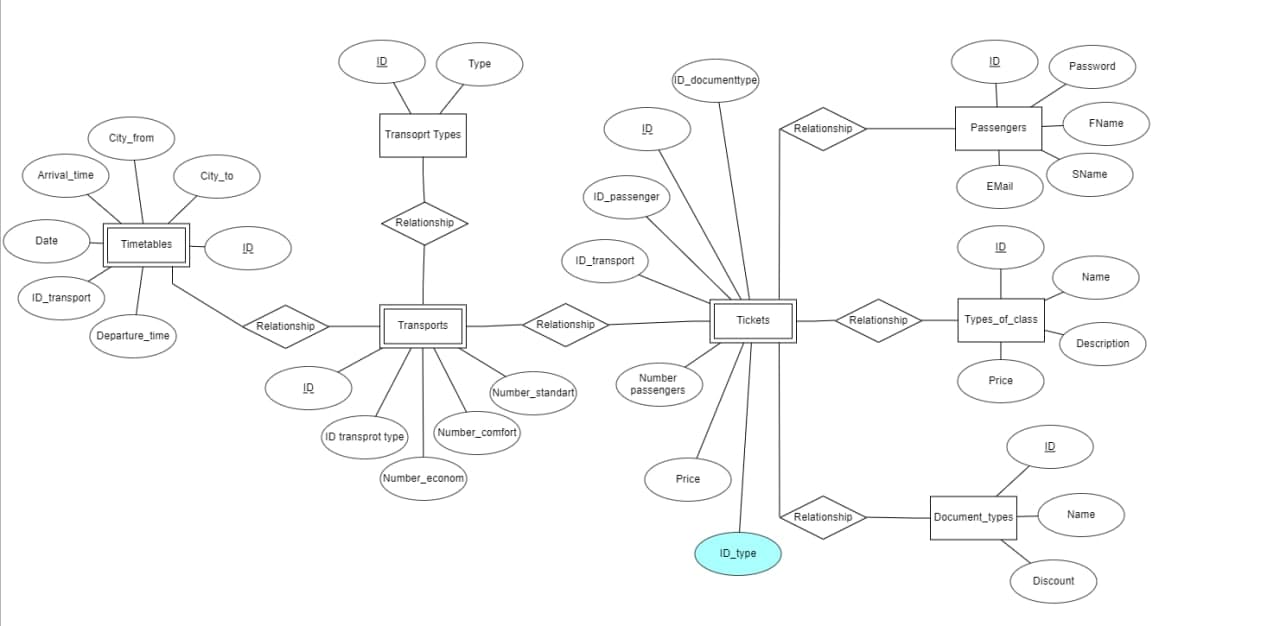 ID
Type
Transoprt Types
Relationship
City_from
Arrival_time
City_to
Date
Timetables
ID
ID_transport
Departure_time
Relationship
Transports
ID
ID transprot type
Number_econom
Number_comfort
Number_standart
Relationship
ID_documenttype
ID
ID_passenger
ID_transport
Tickets
Number
passengers
Price
ID_type
Relationship
ID
Password
Passengers
FName
SName
EMail
Relationship
ID
Name
Types_of_class
Description
Price
Relationship
ID
Document_types
Name
Discount